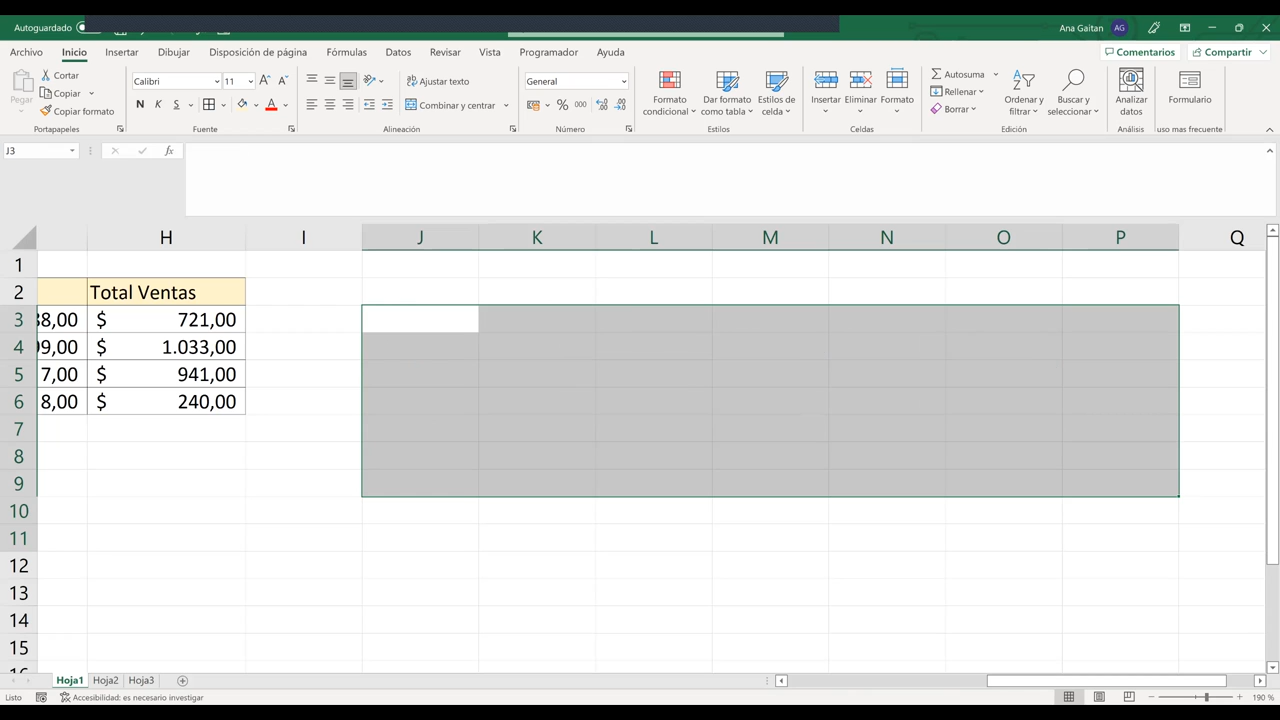 Autoguardado
Ana Gaitan AG
Archivo Inicio Insertar Dibujar Disposición de página Fórmulas Datos Revisar Vista Programador Ayuda
Comentarios Compartir
Pegar
Cortar
Copiar
Copiar formato
Portapapeles
Calibri 11
N K S
Fuente
Ajustar texto
Combinar y centrar
Alineación
General
% 000
Número
Formato condicional
Dar formato como tabla
Estilos de celda
Estilos
Insertar
Eliminar
Formato
Celdas
Autosuma
Rellenar
Borrar
Ordenar y filtrar
Buscar y seleccionar
Edición
Analizar datos
Análisis
Formulario
uso mas frecuente
J3
fx
H I J K L M N O P Q
1
2 Total Ventas
3 38,00 $ 721,00
4 99,00 $ 1.033,00
5 7,00 $ 941,00
6 8,00 $ 240,00
7
8
9
10
11
12
13
14
15
Hoja1 Hoja2 Hoja3
Listo
Accesibilidad: es necesario investigar
190 %